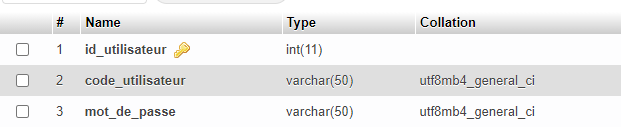 # Name Type Collation
1 id_utilisateur int(11)
2 code_utilisateur varchar(50) utf8mb4_general_ci
3 mot_de_passe varchar(50) utf8mb4_general_ci